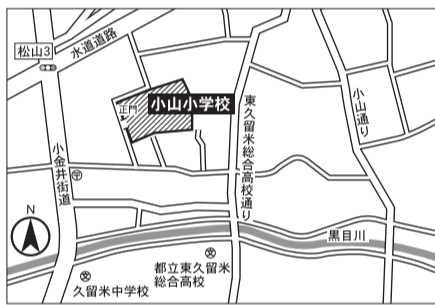 松山3
水道道路
正門
小山小学校
小金井街道
東久留米総合高校通り
小山通り
N
黒目川
都立東久留米
総合高校
久留米中学校